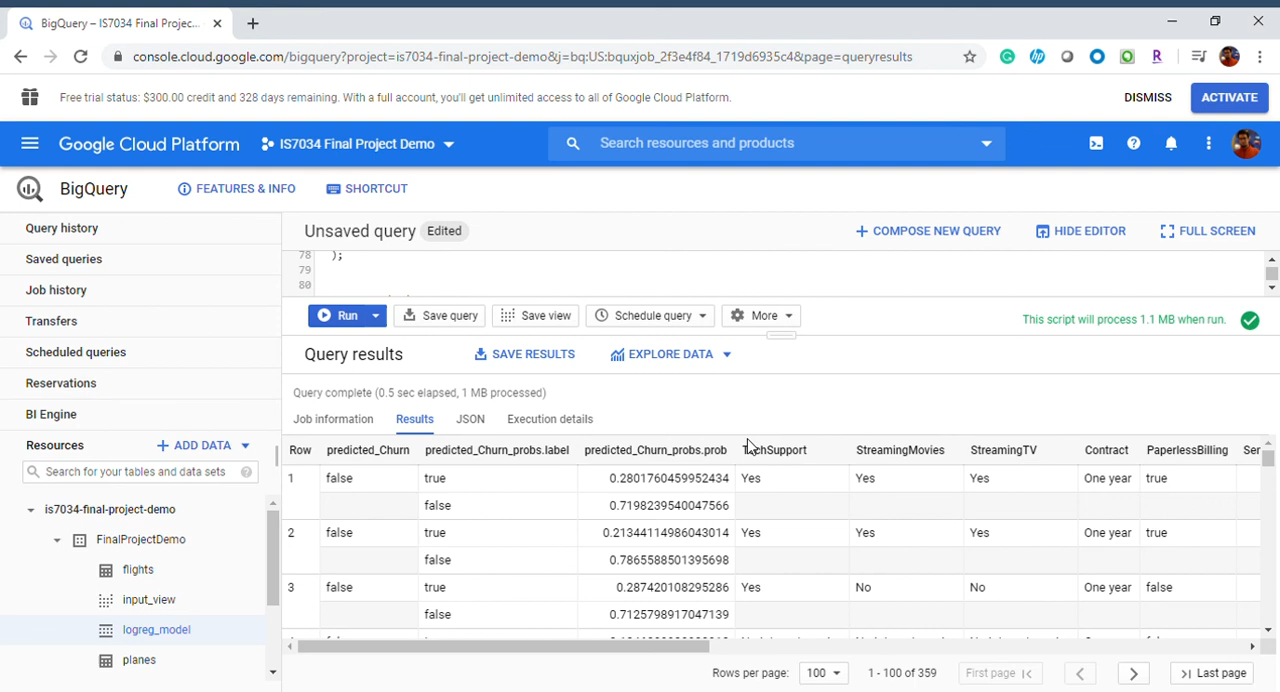 BigQuery – IS7034 Final Projec...
console.cloud.google.com/bigquery?project=is7034-final-project-demo&j=bq:US:bquxjob_2f3e4f84_1719d6935c4&page=queryresults
Free trial status: $300.00 credit and 328 days remaining. With a full account, you'll get unlimited access to all of Google Cloud Platform.
DISMISS
ACTIVATE
Google Cloud Platform
IS7034 Final Project Demo
Search resources and products
BigQuery
FEATURES & INFO
SHORTCUT
Query history
Saved queries
Job history
Transfers
Scheduled queries
Reservations
BI Engine
Resources
+ ADD DATA
Search for your tables and data sets
is7034-final-project-demo
FinalProjectDemo
flights
input_view
logreg_model
planes
Unsaved query Edited
+ COMPOSE NEW QUERY
HIDE EDITOR
FULL SCREEN
78 );
79
80
Run
Save query
Save view
Schedule query
More
This script will process 1.1 MB when run.
Query results
SAVE RESULTS
EXPLORE DATA
Query complete (0.5 sec elapsed, 1 MB processed)
Job information Results JSON Execution details
Row predicted_Churn predicted_Churn_probs.label predicted_Churn_probs.prob TechSupport StreamingMovies StreamingTV Contract PaperlessBilling Ser
1 false true 0.2801760459952434 Yes Yes Yes One year true
false 0.7198239540047566
2 false true 0.21344114986043014 Yes Yes Yes One year true
false 0.7865588501395698
3 false true 0.287420108295286 Yes No No One year false
false 0.7125798917047139
Rows per page: 100 1 - 100 of 359 First page Last page